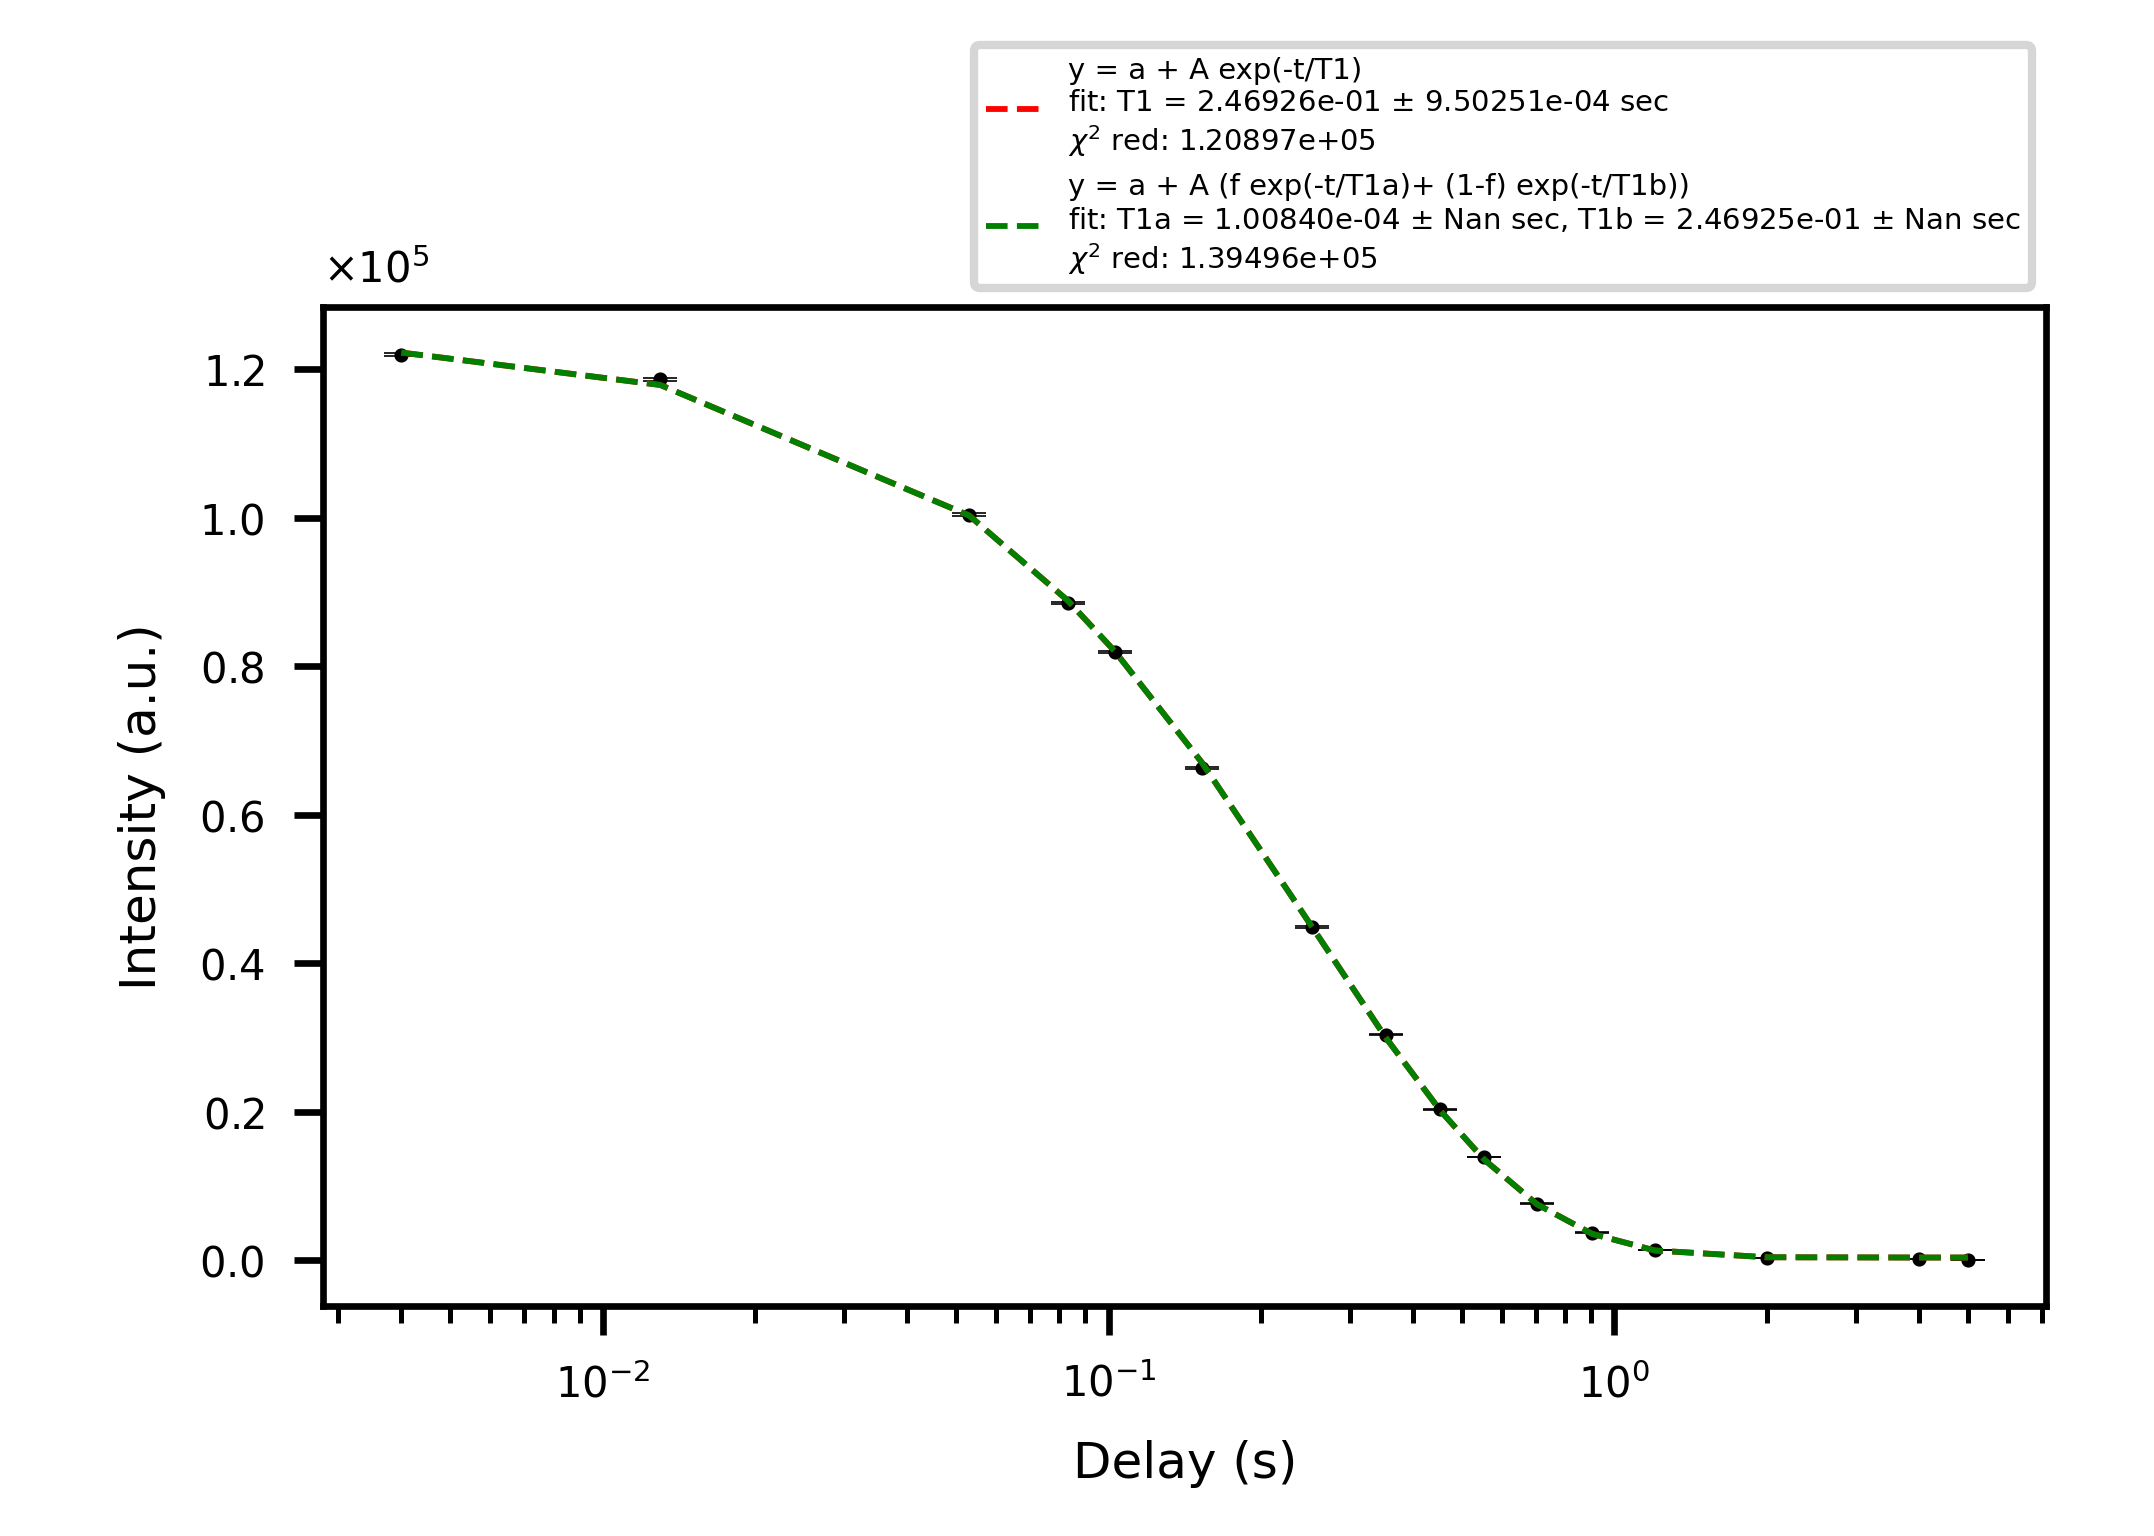 y = a + A exp(-t/T1)
fit: T1 = 2.46926e-01 ± 9.50251e-04 sec
χ² red: 1.20897e+05
y = a + A (f exp(-t/T1a)+ (1-f) exp(-t/T1b))
fit: T1a = 1.00840e-04 ± Nan sec, T1b = 2.46925e-01 ± Nan sec
χ² red: 1.39496e+05
×10⁵
1.2
1.0
0.8
0.6
0.4
0.2
0.0
Intensity (a.u.)
10⁻² 10⁻¹ 10⁰
Delay (s)